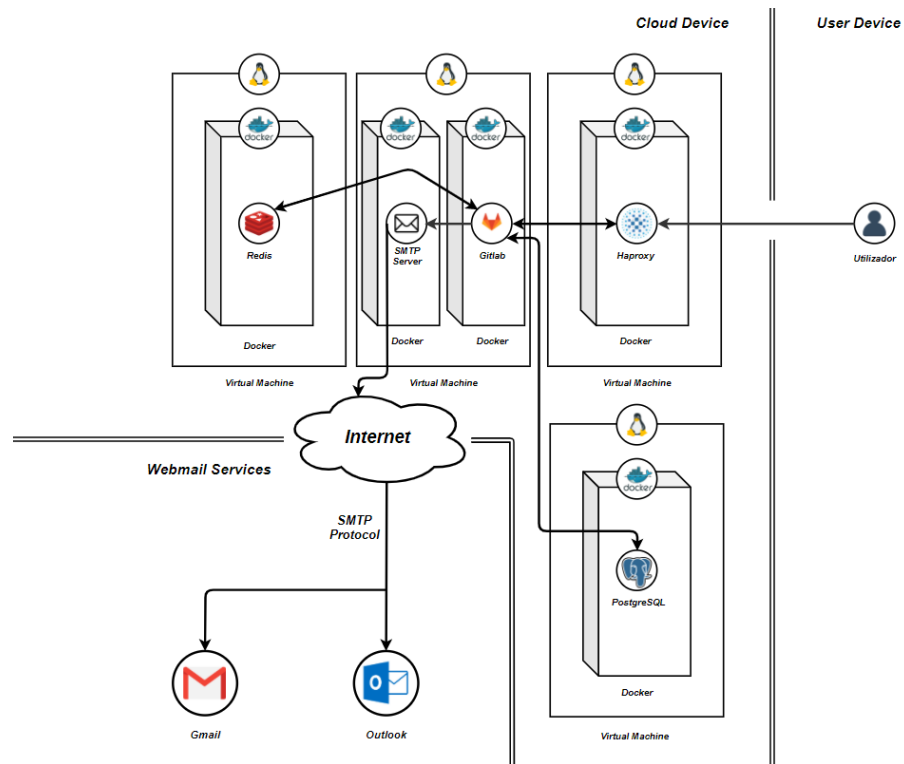 Cloud Device
User Device
docker
docker
docker
docker
Redis
SMTP
Server
Gitlab
Haproxy
Utilizador
Docker
Docker
Docker
Docker
Virtual Machine
Virtual Machine
Virtual Machine
Internet
Webmail Services
docker
SMTP
Protocol
PostgreSQL
Docker
Gmail
Outlook
Virtual Machine